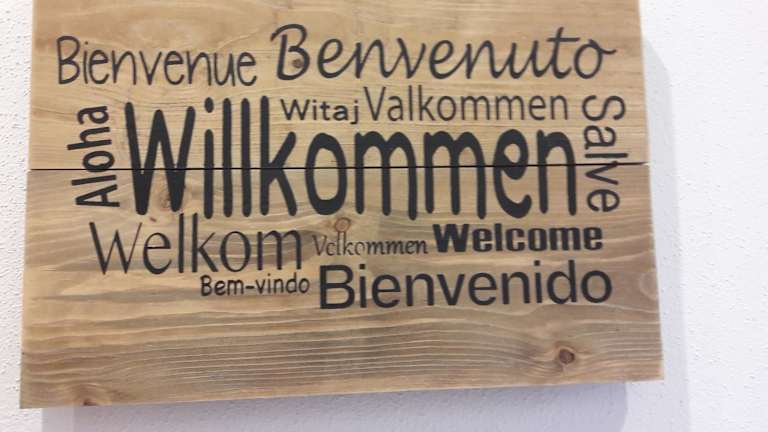 Bienvenue Benvenuto
Witaj Valkommen
Aloha Willkommen Salve
Welkom Velkommen Welcome
Bem-vindo Bienvenido